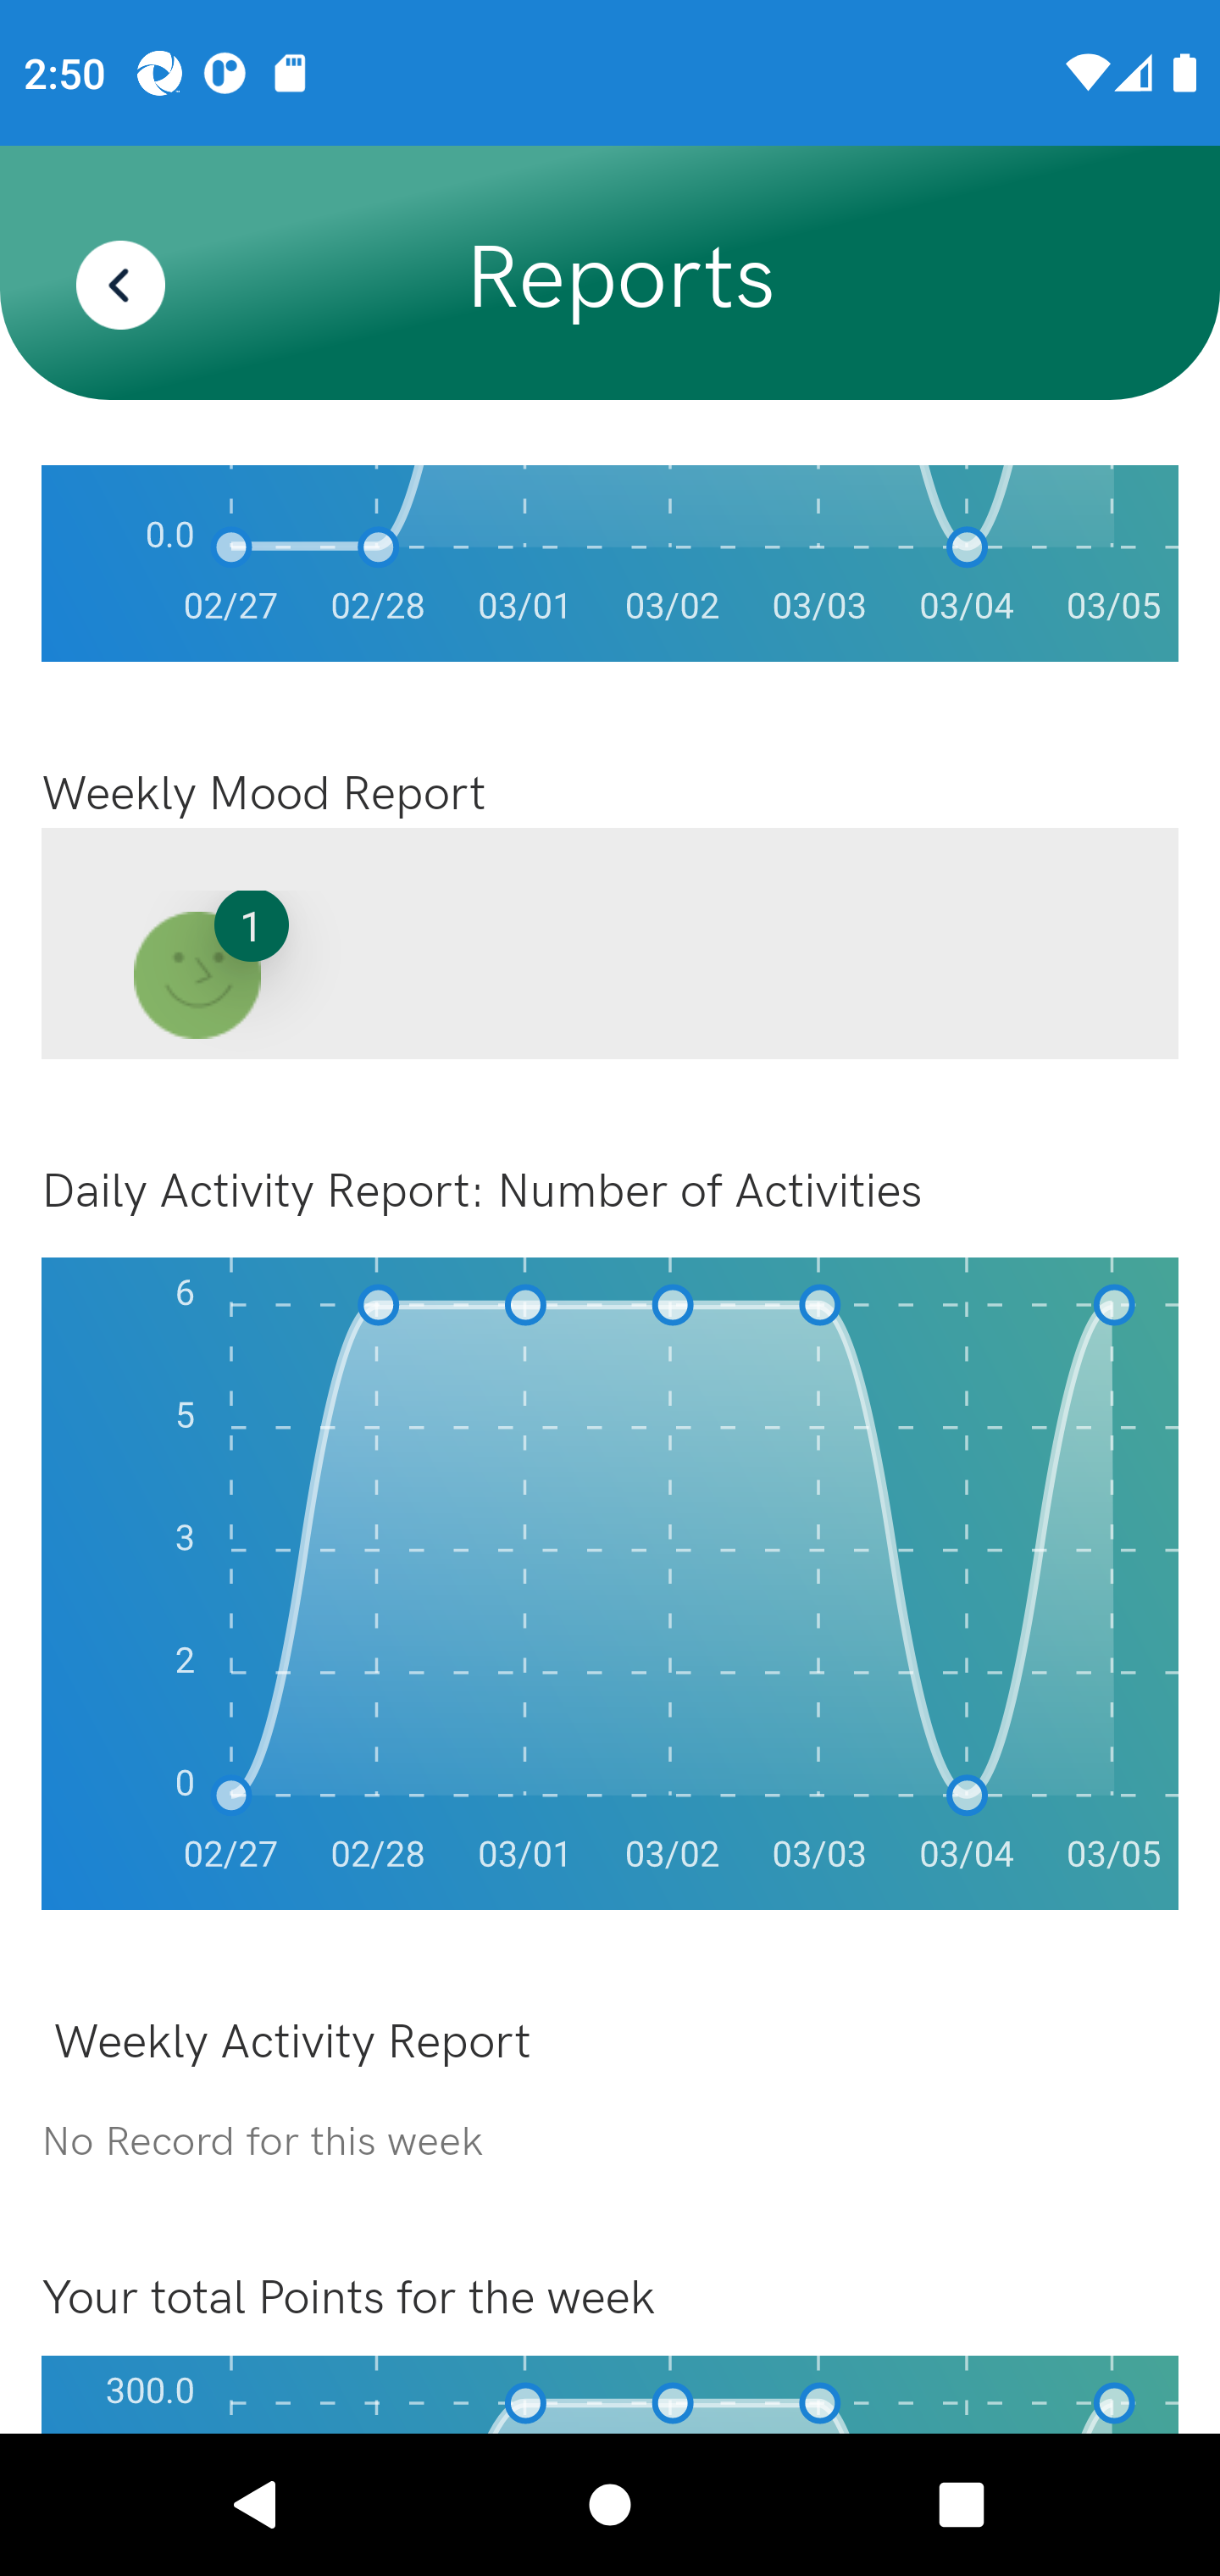 2:50
Reports
0.0
02/27 02/28 03/01 03/02 03/03 03/04 03/05
Weekly Mood Report
1
Daily Activity Report: Number of Activities
6
5
3
2
0
02/27 02/28 03/01 03/02 03/03 03/04 03/05
Weekly Activity Report
No Record for this week
Your total Points for the week
300.0